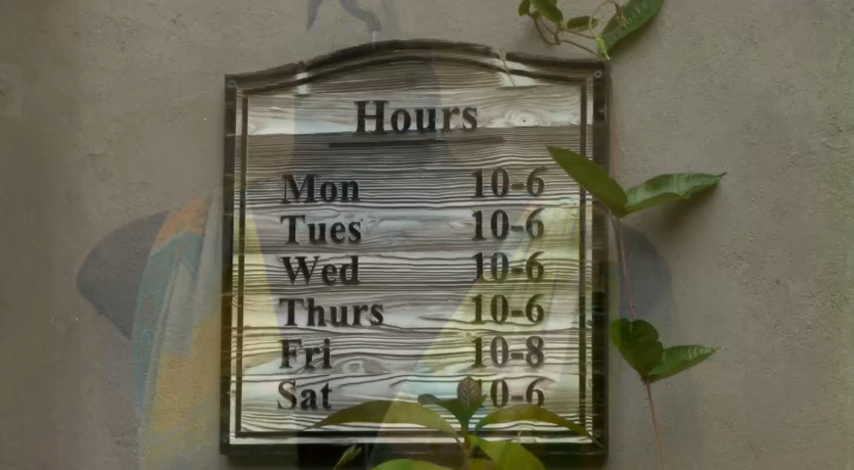 Hours
Mon 10-6
Tues 10-6
Wed 10-6
Thurs 10-6
Fri 10-8
Sat 10-6